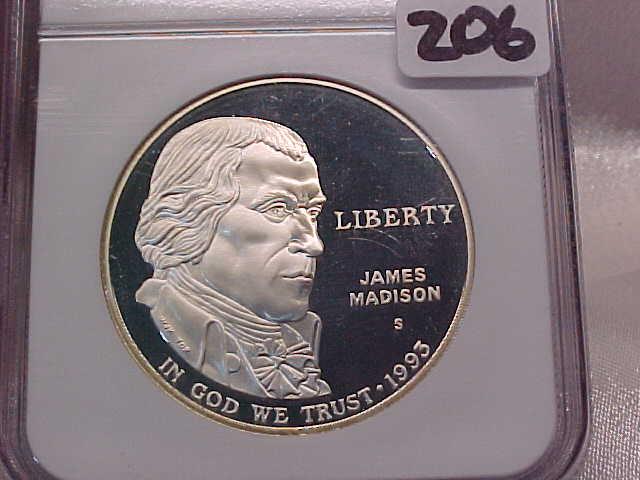 206
LIBERTY
JAMES
MADISON
S
IN GOD WE TRUST • 1993